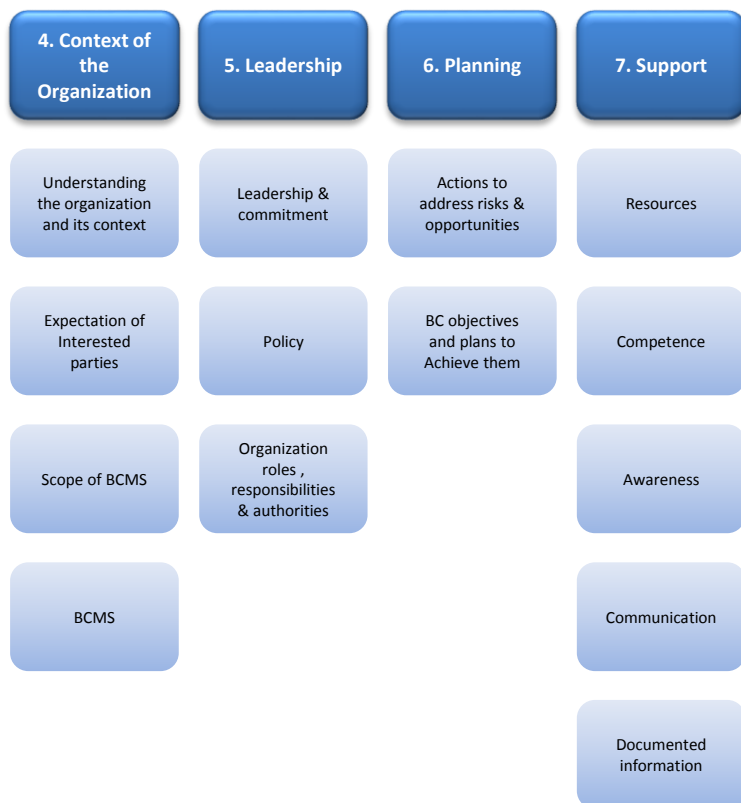 4. Context of
the
Organization
5. Leadership
6. Planning
7. Support
Understanding
the organization
and its context
Leadership &
commitment
Actions to
address risks &
opportunities
Resources
Expectation of
Interested
parties
Policy
BC objectives
and plans to
Achieve them
Competence
Scope of BCMS
Organization
roles ,
responsibilities
& authorities
Awareness
BCMS
Communication
Documented
information